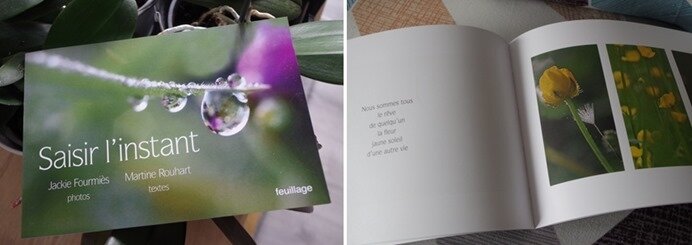 Saisir l'instant
Jackie Fourmiès
photos
Martine Rouhart
textes
feuillage
Nous sommes tous
le rêve
de quelqu'un
la fleur
jaune soleil
d'une autre vie